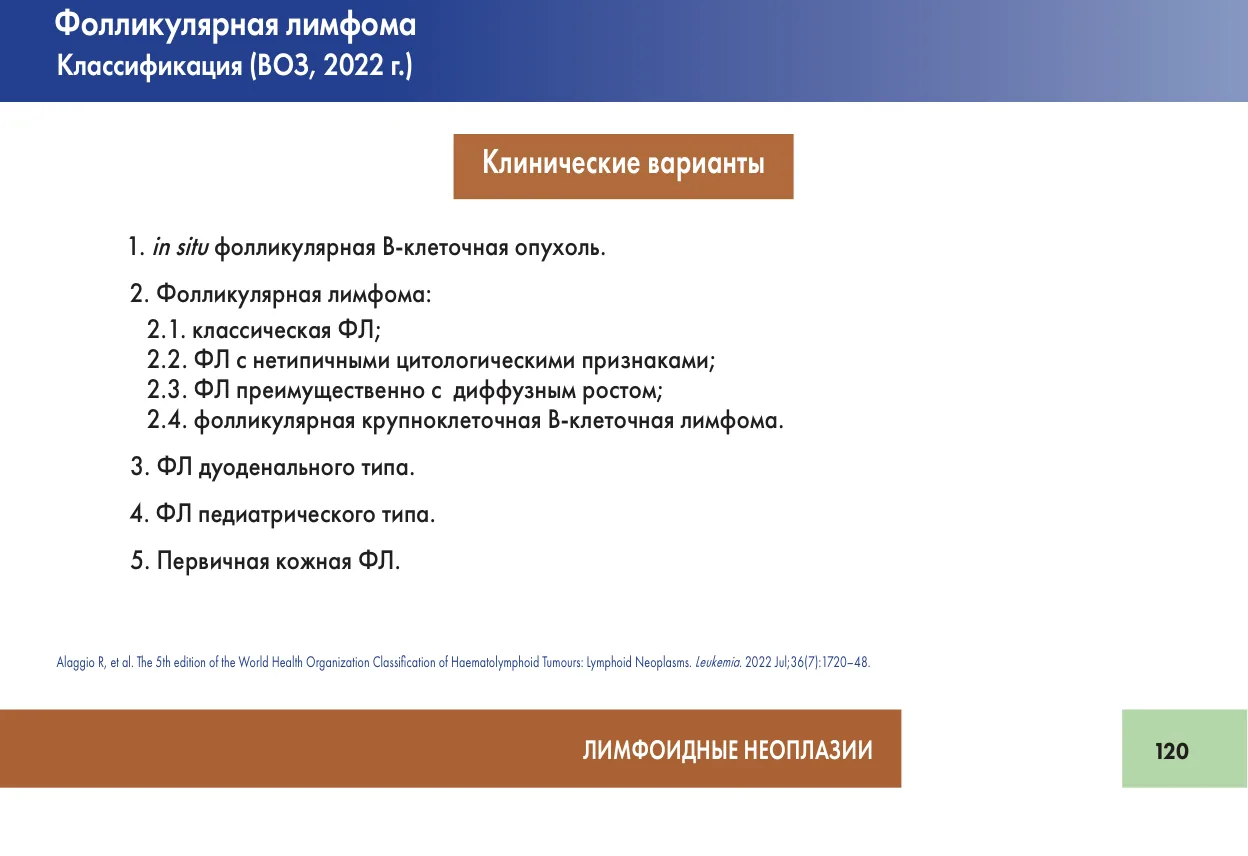 Фолликулярная лимфома
Классификация (ВОЗ, 2022 г.)
Клинические варианты
1. in situ фолликулярная В-клеточная опухоль.
2. Фолликулярная лимфома:
2.1. классическая ФЛ;
2.2. ФЛ с нетипичными цитологическими признаками;
2.3. ФЛ преимущественно с диффузным ростом;
2.4. фолликулярная крупноклеточная В-клеточная лимфома.
3. ФЛ дуоденального типа.
4. ФЛ педиатрического типа.
5. Первичная кожная ФЛ.
Alaggio R, et al. The 5th edition of the World Health Organization Classification of Haematolymphoid Tumours: Lymphoid Neoplasms. Leukemia. 2022 Jul;36(7):1720–48.
ЛИМФОИДНЫЕ НЕОПЛАЗИИ
120